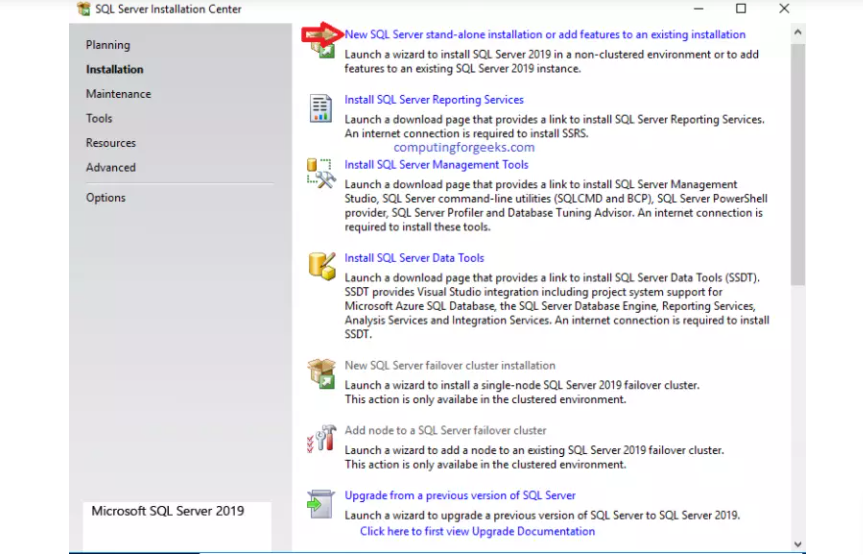 SQL Server Installation Center
Planning
Installation
Maintenance
Tools
Resources
Advanced
Options
Microsoft SQL Server 2019
New SQL Server stand-alone installation or add features to an existing installation
Launch a wizard to install SQL Server 2019 in a non-clustered environment or to add
features to an existing SQL Server 2019 instance.
Install SQL Server Reporting Services
Launch a download page that provides a link to install SQL Server Reporting Services.
An internet connection is required to install SSRS.
computingforgeeks.com
Install SQL Server Management Tools
Launch a download page that provides a link to install SQL Server Management
Studio, SQL Server command-line utilities (SQLCMD and BCP), SQL Server PowerShell
provider, SQL Server Profiler and Database Tuning Advisor. An internet connection is
required to install these tools.
Install SQL Server Data Tools
Launch a download page that provides a link to install SQL Server Data Tools (SSDT).
SSDT provides Visual Studio integration including project system support for
Microsoft Azure SQL Database, the SQL Server Database Engine, Reporting Services,
Analysis Services and Integration Services. An internet connection is required to install
SSDT.
New SQL Server failover cluster installation
Launch a wizard to install a single-node SQL Server 2019 failover cluster.
This action is only availabe in the clustered environment.
Add node to a SQL Server failover cluster
Launch a wizard to add a node to an existing SQL Server 2019 failover cluster.
This action is only availabe in the clustered environment.
Upgrade from a previous version of SQL Server
Launch a wizard to upgrade a previous version of SQL Server to SQL Server 2019.
Click here to first view Upgrade Documentation